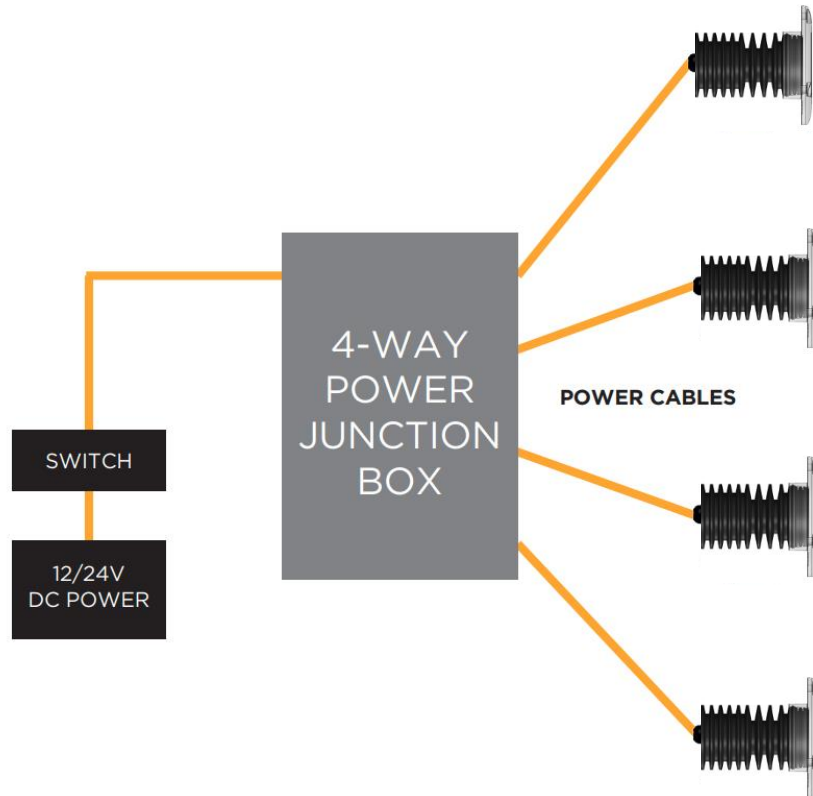 4-WAY
POWER
JUNCTION
BOX
POWER CABLES
SWITCH
12/24V
DC POWER